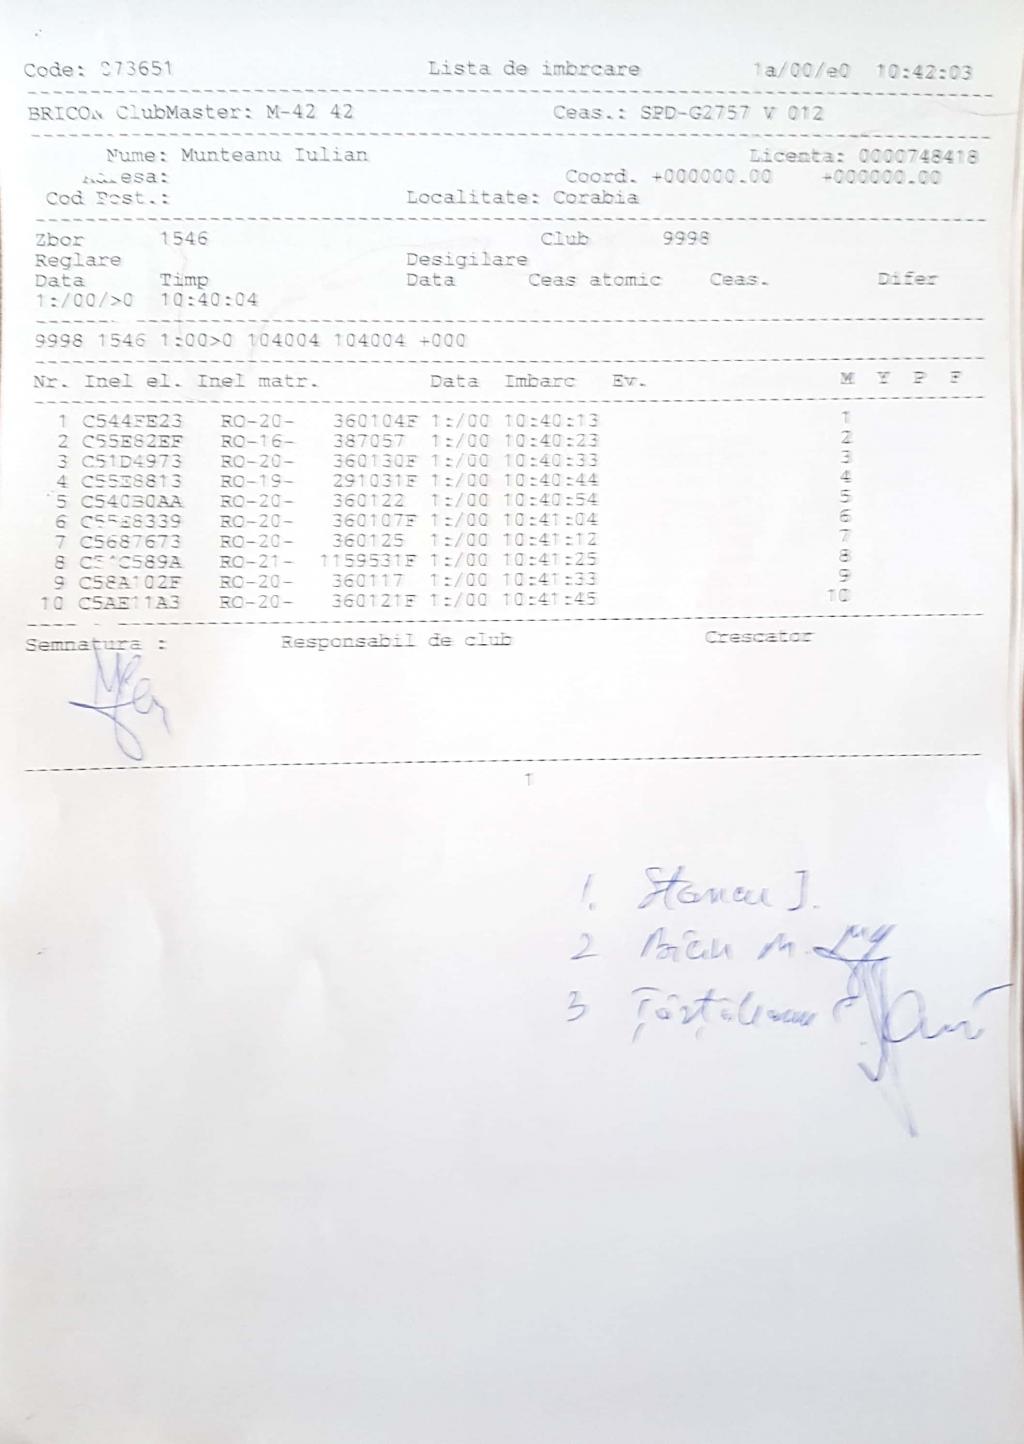 Code: 373651 Lista de imbrcare 1a/00/e0 10:42:03
BRICON ClubMaster: M-42 42 Ceas.: SPD-G2757 V 012
Nume: Munteanu Iulian Licenta: 0000748418
Adresa: Coord. +000000.00 +000000.00
Cod Post.: Localitate: Corabia
Zbor 1546 Club 9998
Reglare Desigilare
Data Timp Data Ceas atomic Ceas. Difer
1:/00/>0 10:40:04
9998 1546 1:00>0 104004 104004 +000
Nr. Inel el. Inel matr. Data Imbarc Ev. M Y P F
1 C544FE23 RO-20- 360104F 1:/00 10:40:13 1
2 C55E82EF RO-16- 387057 1:/00 10:40:23 2
3 C51D4973 RO-20- 360130F 1:/00 10:40:33 3
4 C55E8813 RO-19- 291031F 1:/00 10:40:44 4
5 C540B0AA RO-20- 360122 1:/00 10:40:54 5
6 C55E8339 RO-20- 360107F 1:/00 10:41:04 6
7 C5687673 RO-20- 360125 1:/00 10:41:12 7
8 RO-21- 1159531F 1:/00 10:41:25 8
9 C58A102F RO-20- 360117 1:/00 10:41:33 9
10 C5AE11A3 RO-20- 360121F 1:/00 10:41:45 10
Semnatura : Responsabil de club Crescator
1
1. Stancu I.
2 M.
3